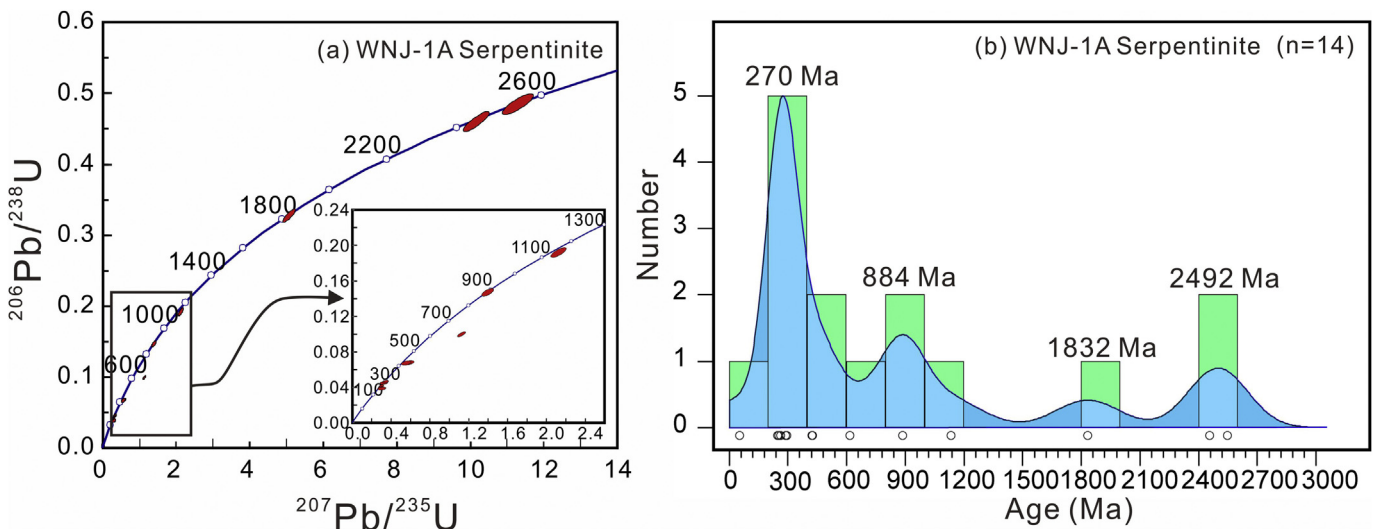 (a) WNJ-1A Serpentinite
0.6
0.5
0.4
0.3
0.2
0.1
0.0
206Pb/238U
2600
2200
1800
1400
1000
600
0 2 4 6 8 10 12 14
207Pb/235U
0.24
0.20
0.16
0.12
0.08
0.04
0.00
1300
1100
900
700
500
300
100
0.0 0.4 0.8 1.2 1.6 2.0 2.4
(b) WNJ-1A Serpentinite (n=14)
270 Ma
884 Ma
1832 Ma
2492 Ma
5
4
3
2
1
0
Number
0 300 600 900 1200 1500 1800 2100 2400 2700 3000
Age (Ma)